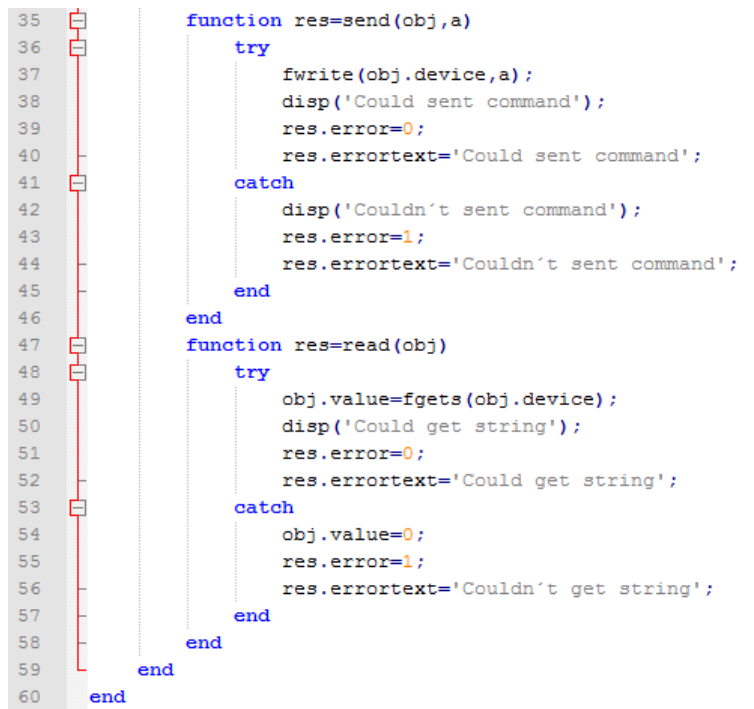 35 function res=send(obj,a)
36 try
37 fwrite(obj.device,a);
38 disp('Could sent command');
39 res.error=0;
40 res.errortext='Could sent command';
41 catch
42 disp('Couldn´t sent command');
43 res.error=1;
44 res.errortext='Couldn´t sent command';
45 end
46 end
47 function res=read(obj)
48 try
49 obj.value=fgets(obj.device);
50 disp('Could get string');
51 res.error=0;
52 res.errortext='Could get string';
53 catch
54 obj.value=0;
55 res.error=1;
56 res.errortext='Couldn´t get string';
57 end
58 end
59 end
60 end